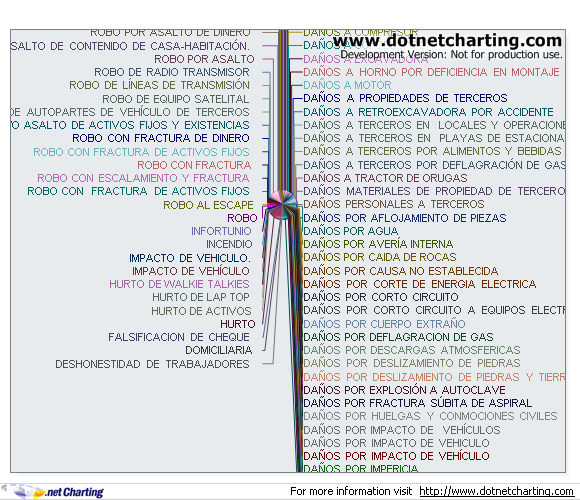 www.dotnetcharting.com
Development Version: Not for production use.
ROBO POR ASALTO DE DINERO
SALTO DE CONTENIDO DE CASA-HABITACIÓN.
ROBO POR ASALTO
ROBO DE RADIO TRANSMISOR
ROBO DE LÍNEAS DE TRANSMISIÓN
ROBO DE EQUIPO SATELITAL
DE AUTOPARTES DE VEHÍCULO DE TERCEROS
O ASALTO DE ACTIVOS FIJOS Y EXISTENCIAS
ROBO CON FRACTURA DE DINERO
ROBO CON FRACTURA DE ACTIVOS FIJOS
ROBO CON FRACTURA
ROBO CON ESCALAMIENTO Y FRACTURA
ROBO CON FRACTURA DE ACTIVOS FIJOS
ROBO AL ESCAPE
ROBO
INFORTUNIO
INCENDIO
IMPACTO DE VEHICULO.
IMPACTO DE VEHÍCULO
HURTO DE WALKIE TALKIES
HURTO DE LAP TOP
HURTO DE ACTIVOS
HURTO
FALSIFICACION DE CHEQUE
DOMICILIARIA
DESHONESTIDAD DE TRABAJADORES
DAÑOS A COMPRESOR
DAÑOS A
DAÑOS A EXCAVADORA
DAÑOS A HORNO POR DEFICIENCIA EN MONTAJE
DAÑOS A MOTOR
DAÑOS A PROPIEDADES DE TERCEROS
DAÑOS A RETROEXCAVADORA POR ACCIDENTE
DAÑOS A TERCEROS EN LOCALES Y OPERACIONE
DAÑOS A TERCEROS EN PLAYAS DE ESTACIONA
DAÑOS A TERCEROS POR ALIMENTOS Y BEBIDAS
DAÑOS A TERCEROS POR DEFLAGRACIÓN DE GAS
DAÑOS A TRACTOR DE ORUGAS
DAÑOS MATERIALES DE PROPIEDAD DE TERCERO
DAÑOS PERSONALES A TERCEROS
DAÑOS POR AFLOJAMIENTO DE PIEZAS
DAÑOS POR AGUA
DAÑOS POR AVERÍA INTERNA
DAÑOS POR CAIDA DE ROCAS
DAÑOS POR CAUSA NO ESTABLECIDA
DAÑOS POR CORTE DE ENERGIA ELECTRICA
DAÑOS POR CORTO CIRCUITO
DAÑOS POR CORTO CIRCUITO A EQUIPOS ELECT
DAÑOS POR CUERPO EXTRAÑO
DAÑOS POR DEFLAGRACION DE GAS
DAÑOS POR DESCARGAS ATMOSFERICAS
DAÑOS POR DESLIZAMIENTO DE PIEDRAS
DAÑOS POR DESLIZAMIENTO DE PIEDRAS Y TIERR
DAÑOS POR EXPLOSIÓN A AUTOCLAVE
DAÑOS POR FRACTURA SÚBITA DE ASPIRAL
DAÑOS POR HUELGAS Y CONMOCIONES CIVILES
DAÑOS POR IMPACTO DE VEHÍCULOS
DAÑOS POR IMPACTO DE VEHICULO
DAÑOS POR IMPACTO DE VEHÍCULO
DAÑOS POR IMPERICIA
.net Charting
For more information visit http://www.dotnetcharting.com